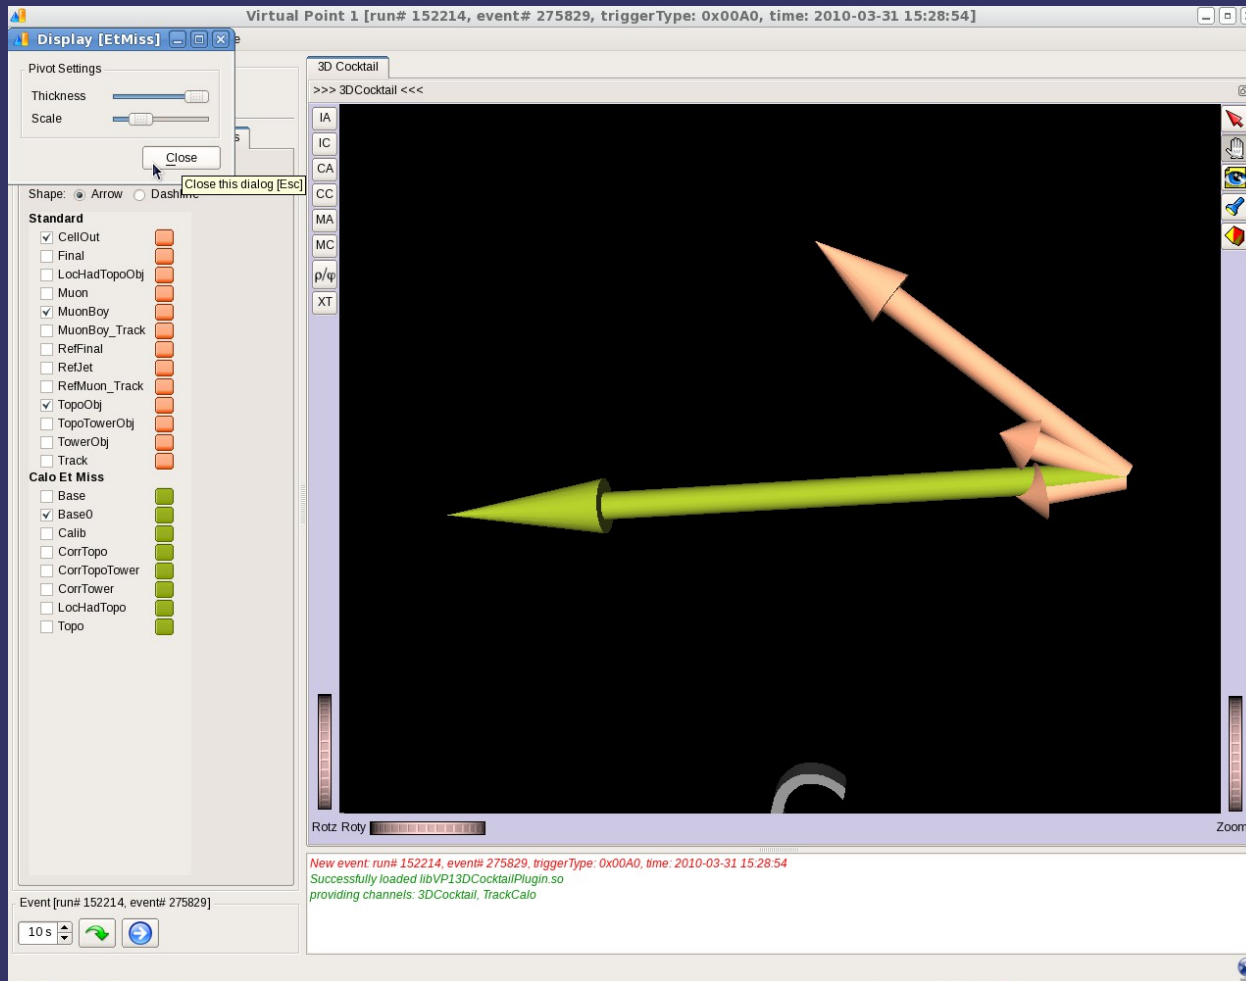 Virtual Point 1 [run# 152214, event# 275829, triggerType: 0x00A0, time: 2010-03-31 15:28:54]
Display [EtMiss]
e
Pivot Settings
Thickness
Scale
s
Close
Close this dialog [Esc]
Shape: Arrow Dashline
Standard
CellOut
Final
LocHadTopoObj
Muon
MuonBoy
MuonBoy_Track
RefFinal
RefJet
RefMuon_Track
TopoObj
TopoTowerObj
TowerObj
Track
Calo Et Miss
Base
Base0
Calib
CorrTopo
CorrTopoTower
CorrTower
LocHadTopo
Topo
Event [run# 152214, event# 275829]
10 s
3D Cocktail
>>> 3DCocktail <<<
IA
IC
CA
CC
MA
MC
ρ/φ
XT
Rotz Roty
Zoom
New event: run# 152214, event# 275829, triggerType: 0x00A0, time: 2010-03-31 15:28:54
Successfully loaded libVP13DCocktailPlugin.so
providing channels: 3DCocktail, TrackCalo